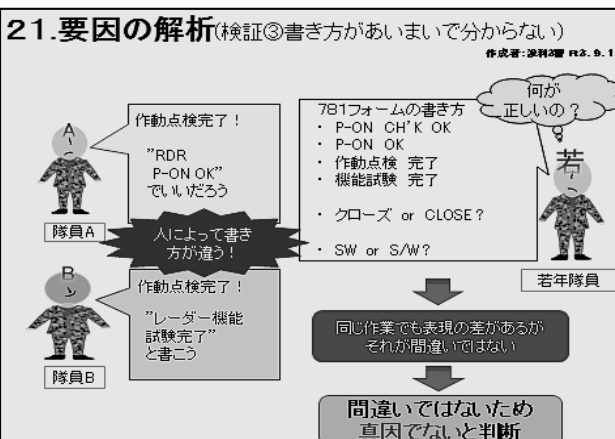 21.要因の解析(検証③書き方があいまいで分からない)
R3.9.1
A
隊員A
作動点検完了！
”RDR
P-ON OK”
でいいだろう
人によって書き
方が違う！
B
隊員B
作動点検完了！
”レーダー機能
試験完了”
と書こう
781フォームの書き方
・ P-ON CH'K OK
・ P-ON OK
・ 作動点検 完了
・ 機能試験 完了
・ クローズ or CLOSE？
・ SW or S/W？
何が
正しいの？
若
若年隊員
同じ作業でも表現の差があるが
それが間違いではない
間違いではないため
真因でないと判断